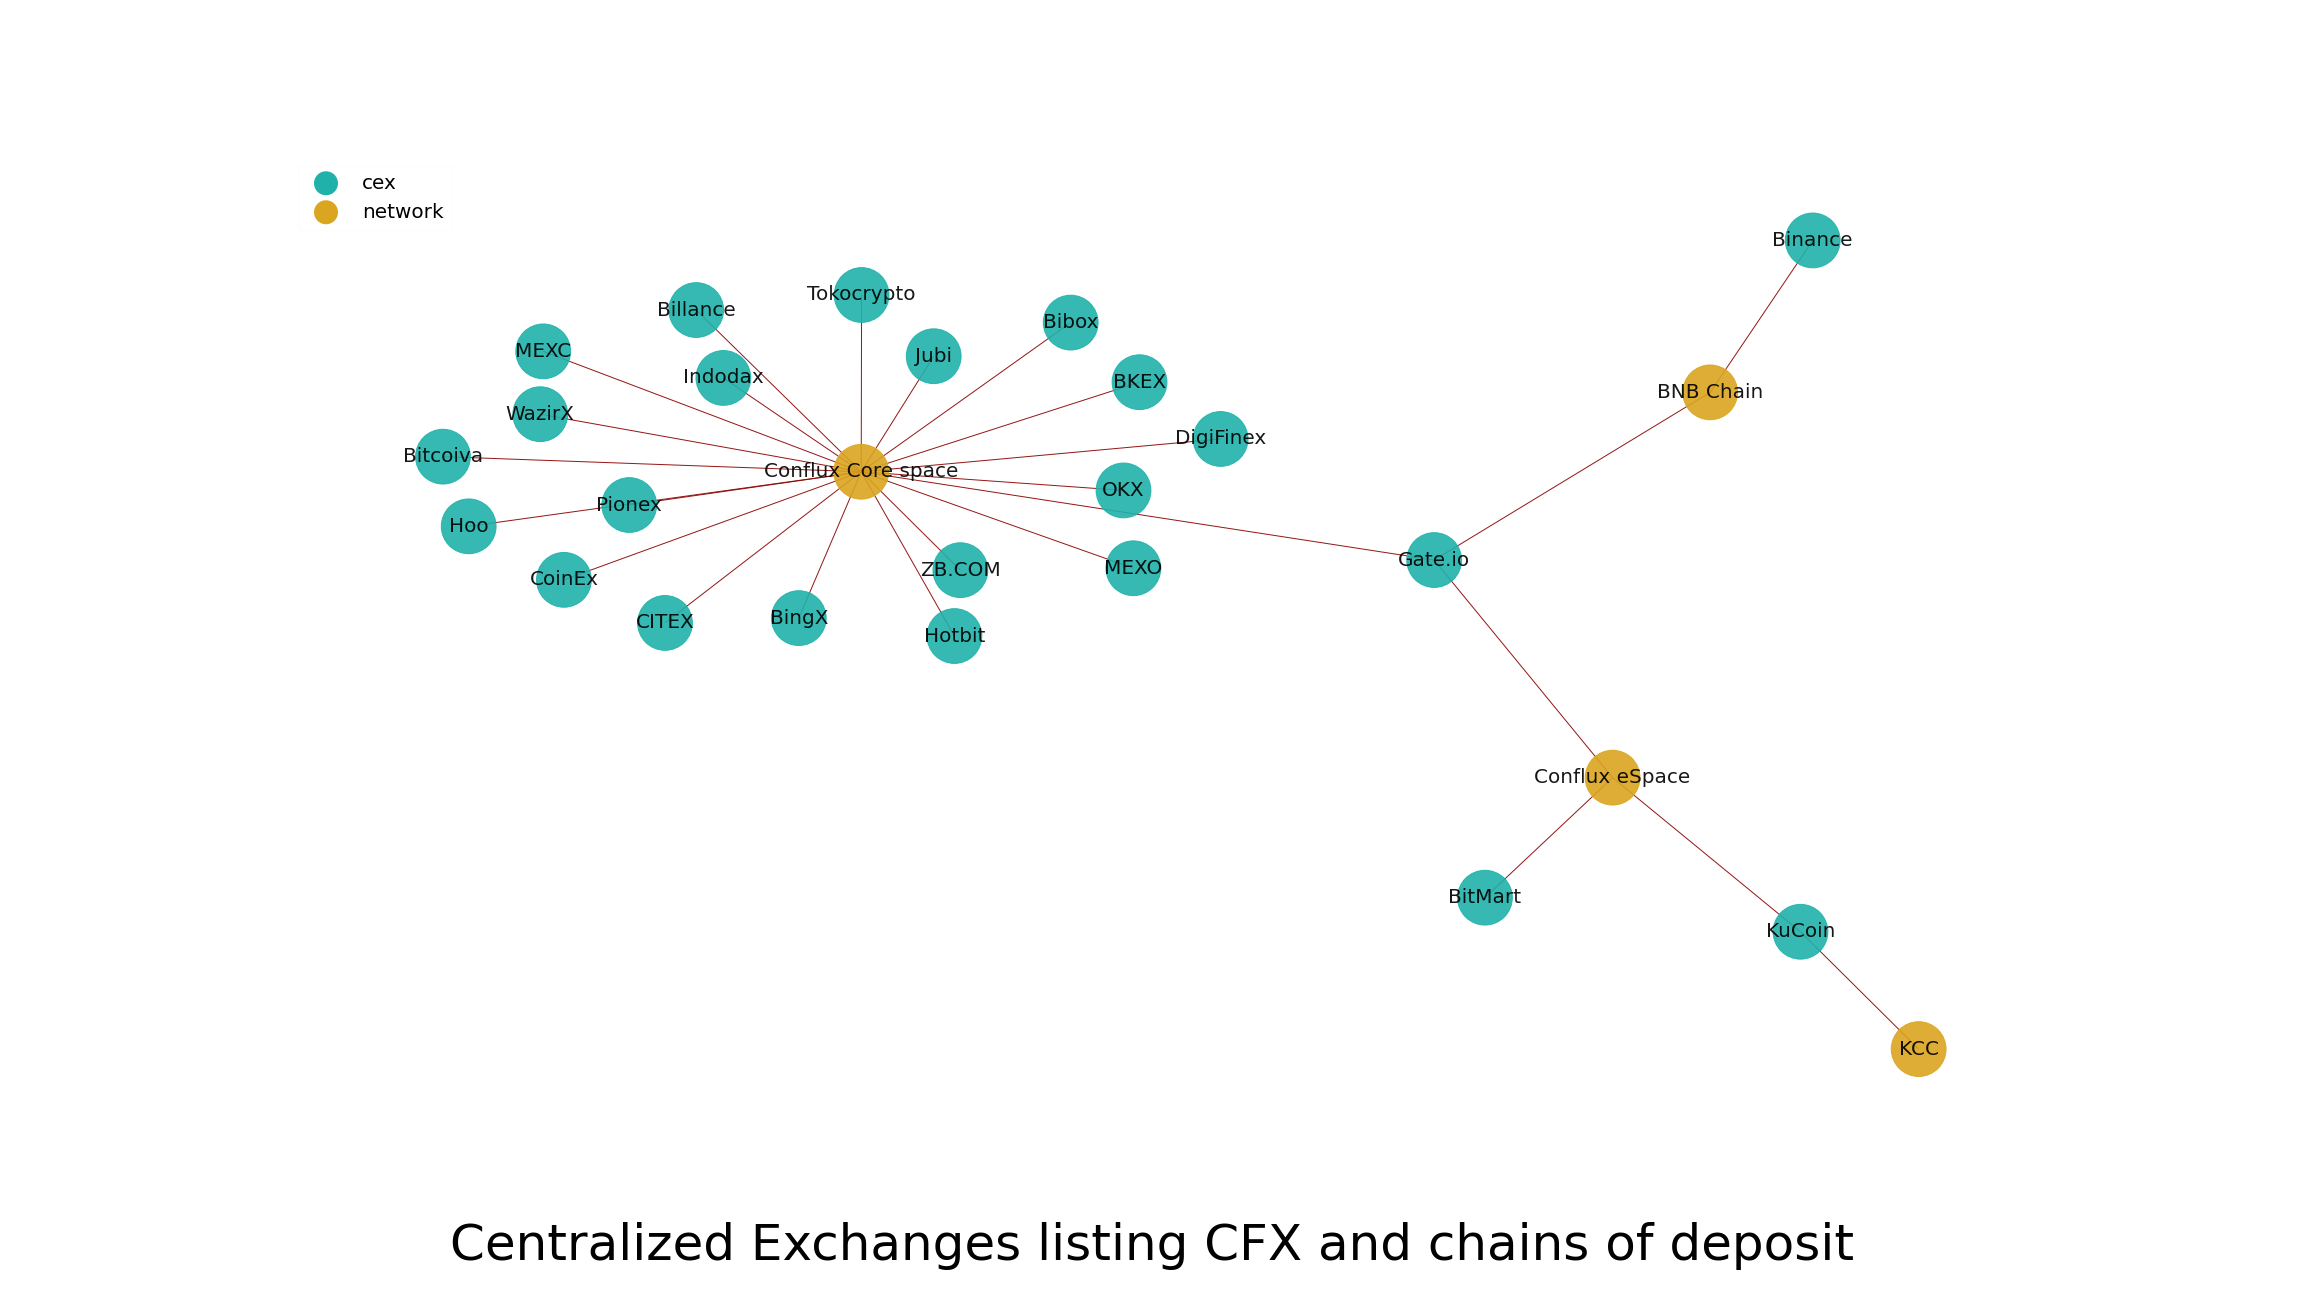 cex
network
Binance
Tokocrypto
Billance
Bibox
MEXC
Jubi
Indodax
BKEX
BNB Chain
WazirX
DigiFinex
Bitcoiva
Conflux Core space
OKX
Pionex
Hoo
Gate.io
MEXO
ZB.COM
CoinEx
BingX
CITEX
Hotbit
Conflux eSpace
BitMart
KuCoin
KCC
Centralized Exchanges listing CFX and chains of deposit